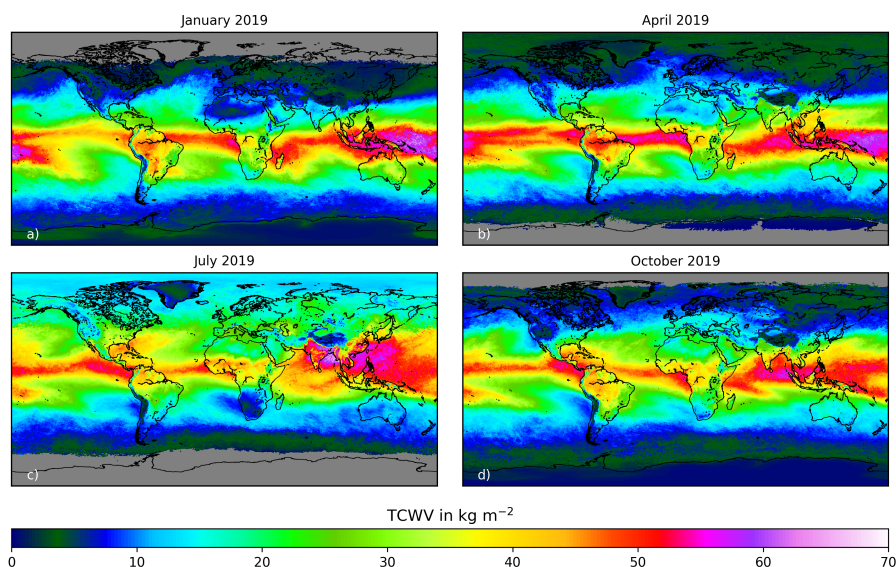 January 2019
April 2019
a)
b)
July 2019
October 2019
c)
d)
TCWV in kg m⁻²
0 10 20 30 40 50 60 70